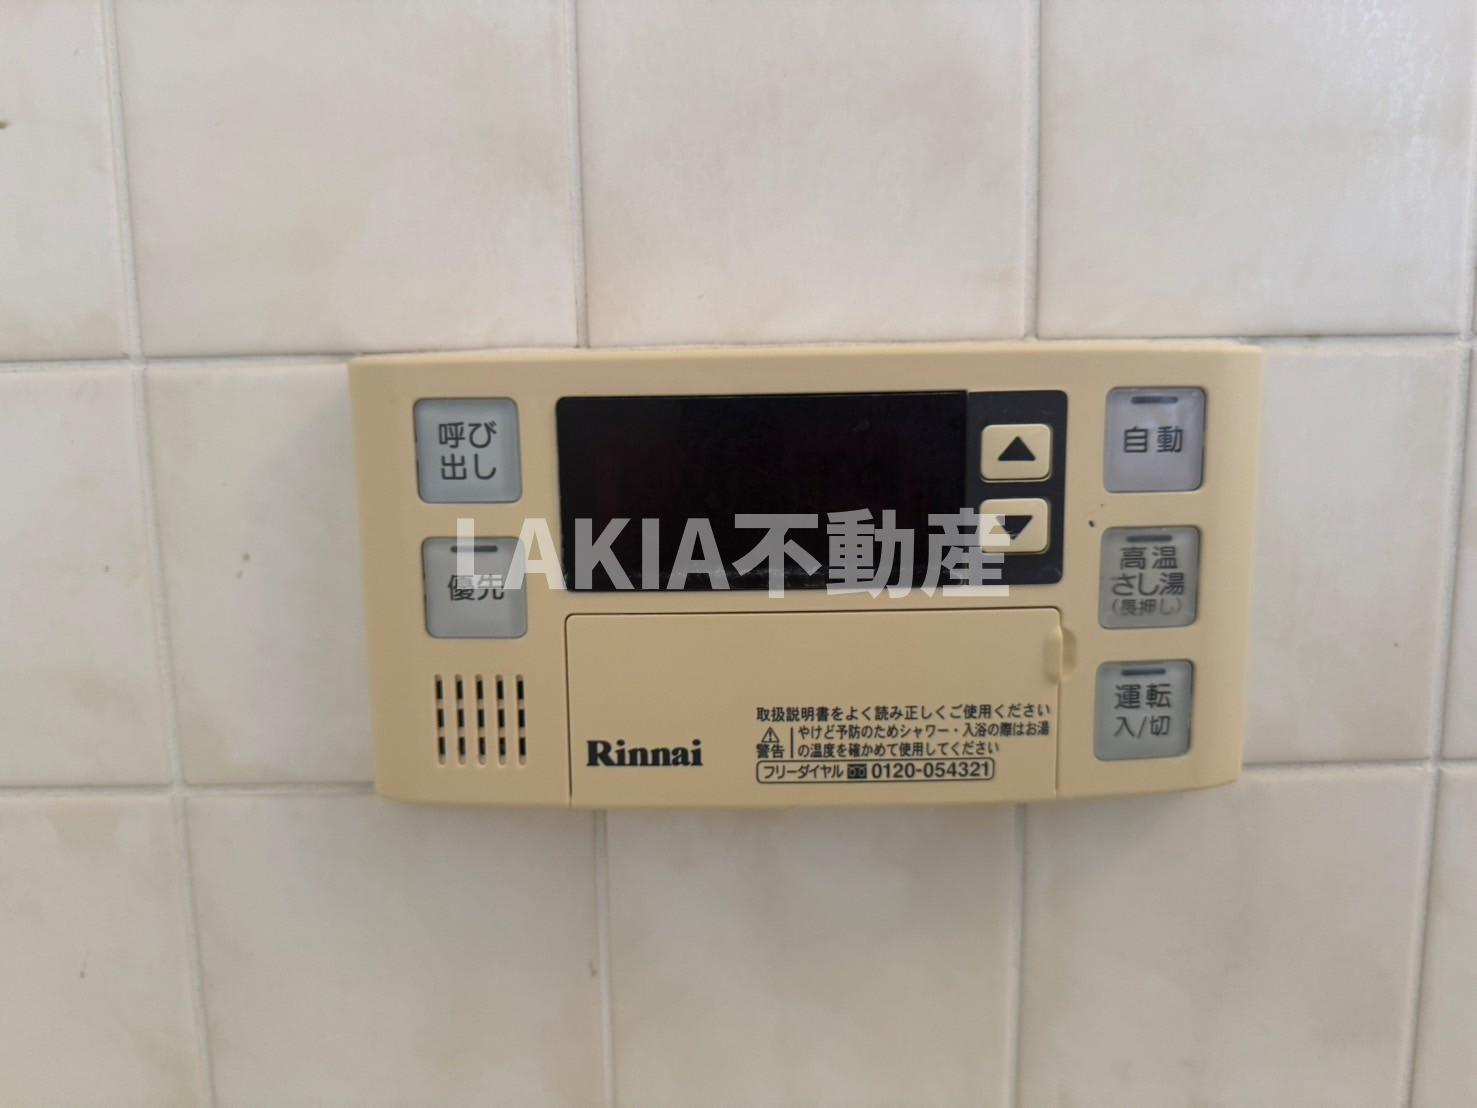 呼び
出し
優先
▲
▼
自動
高温
さし湯
(長押し)
運転
入/切
LAKIA不動産
Rinnai
取扱説明書をよく読み正しくご使用ください
⚠警告
やけど予防のためシャワー・入浴の際はお湯
の温度を確かめて使用してください
フリーダイヤル 0120-054321